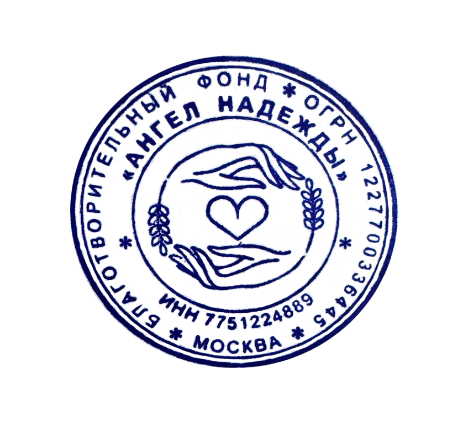 БЛАГОТВОРИТЕЛЬНЫЙ ФОНД * ОГРН 1227700336445 * МОСКВА *
«АНГЕЛ НАДЕЖДЫ»
* ИНН 7751224889 *